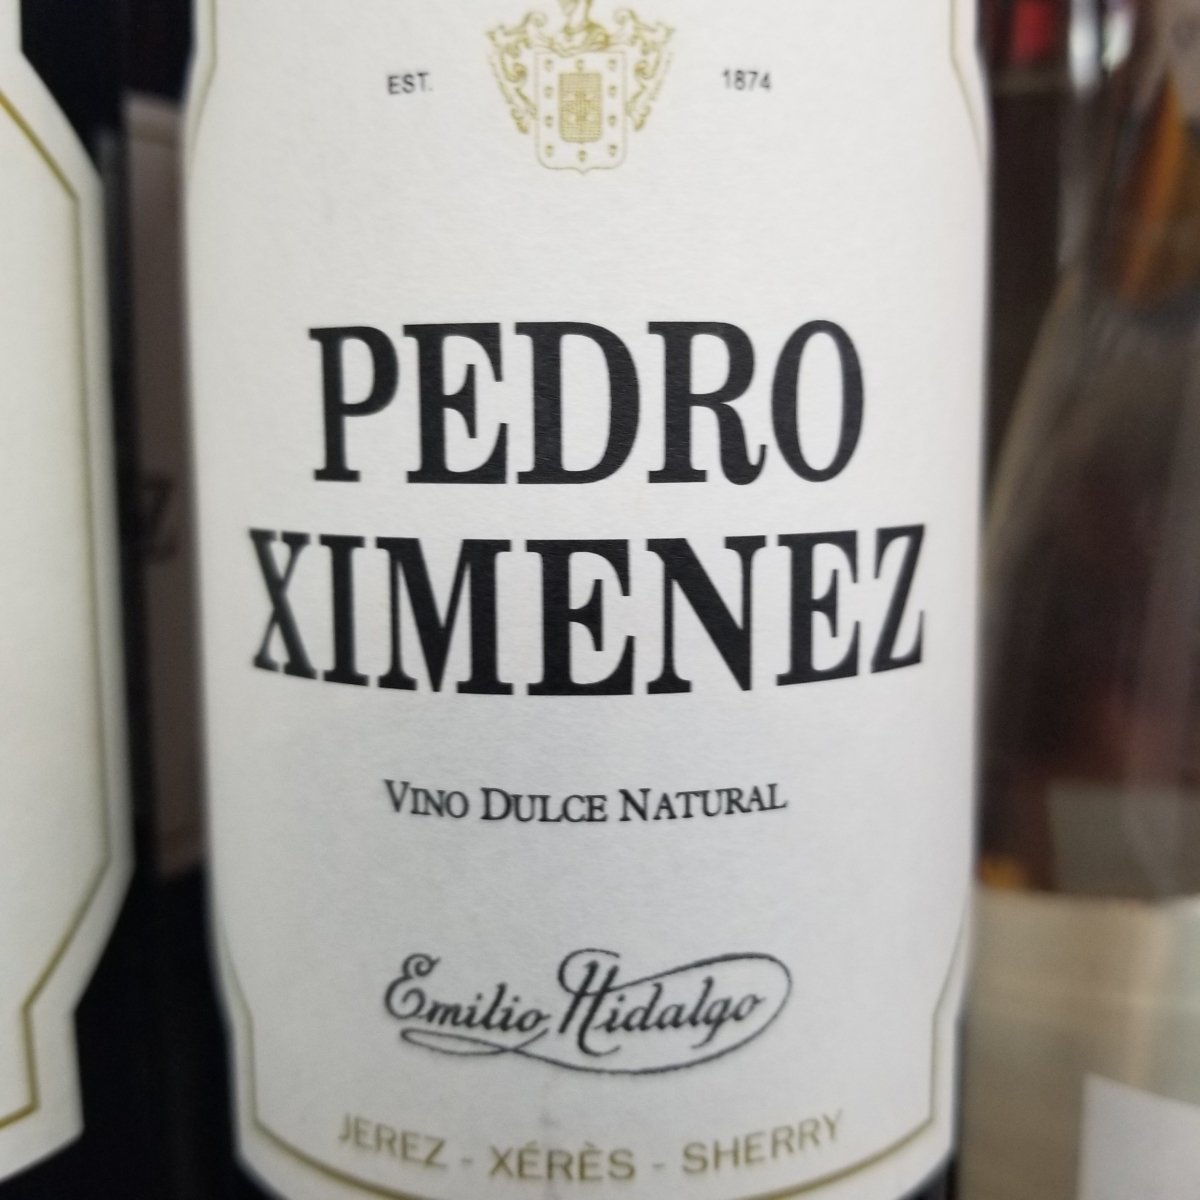 EST. 1874
PEDRO
XIMENEZ
VINO DULCE NATURAL
Emilio Hidalgo
JEREZ - XÉRÈS - SHERRY